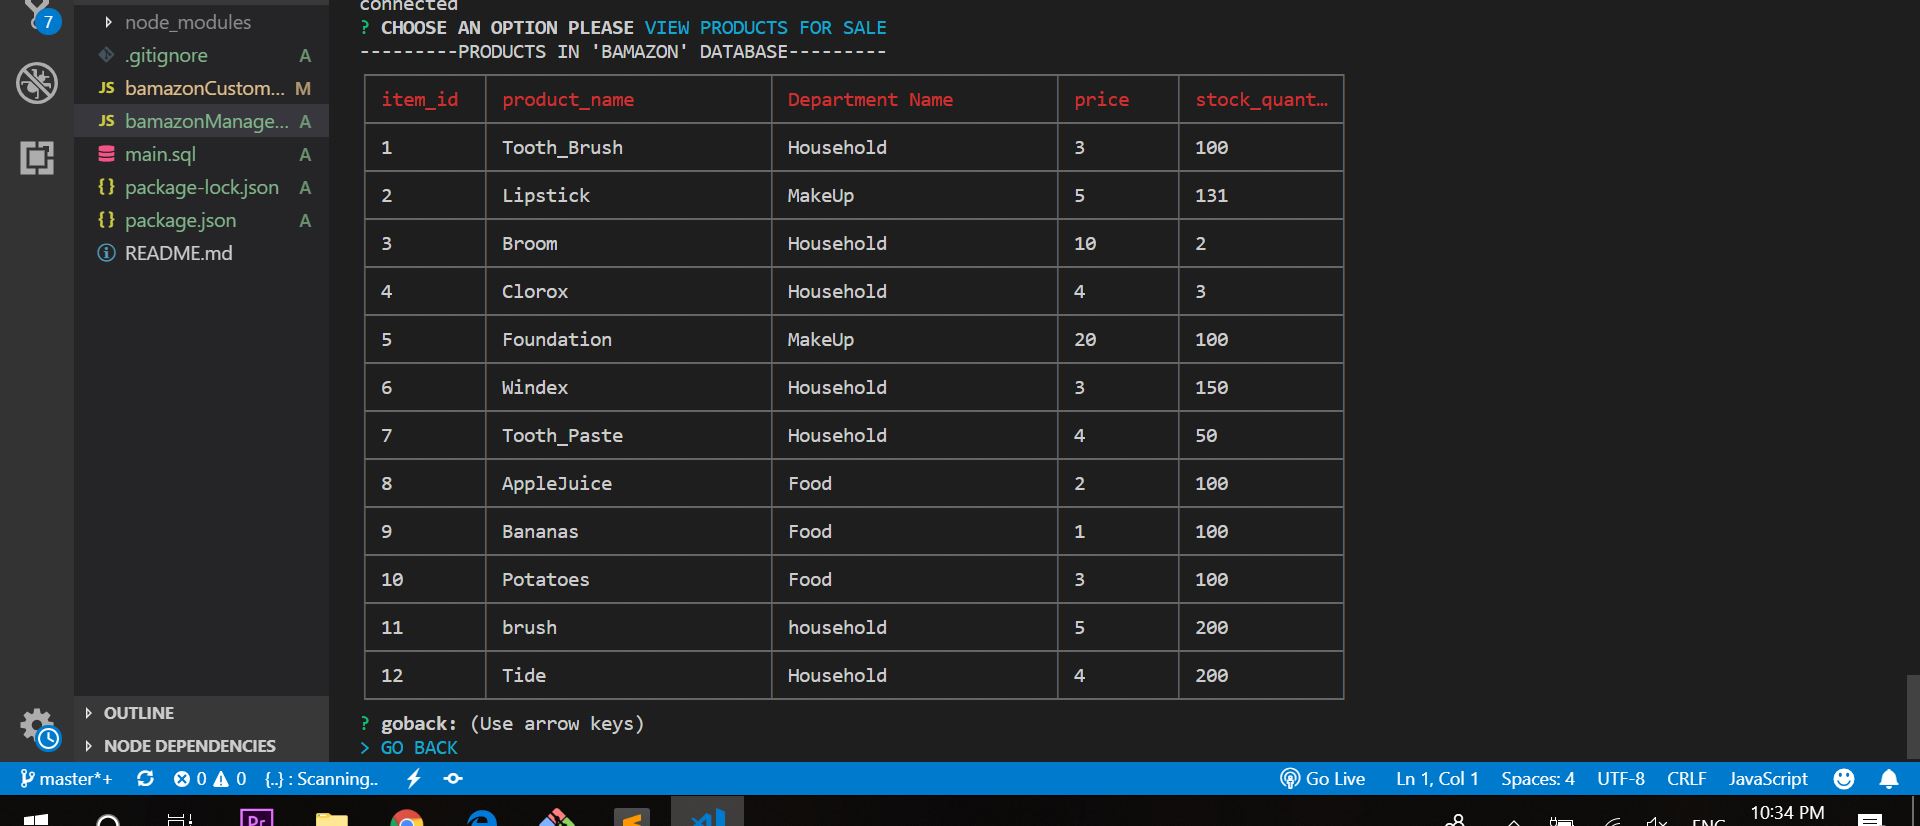 7
node_modules
.gitignore A
JS bamazonCustom... M
JS bamazonManage... A
main.sql A
{} package-lock.json A
{} package.json A
README.md
OUTLINE
NODE DEPENDENCIES
connected
? CHOOSE AN OPTION PLEASE VIEW PRODUCTS FOR SALE
---------PRODUCTS IN 'BAMAZON' DATABASE---------
item_id product_name Department Name price stock_quant…
1 Tooth_Brush Household 3 100
2 Lipstick MakeUp 5 131
3 Broom Household 10 2
4 Clorox Household 4 3
5 Foundation MakeUp 20 100
6 Windex Household 3 150
7 Tooth_Paste Household 4 50
8 AppleJuice Food 2 100
9 Bananas Food 1 100
10 Potatoes Food 3 100
11 brush household 5 200
12 Tide Household 4 200
? goback: (Use arrow keys)
> GO BACK
master*+ 0 0 {..} : Scanning.. Go Live Ln 1, Col 1 Spaces: 4 UTF-8 CRLF JavaScript
Pr ENG 10:34 PM